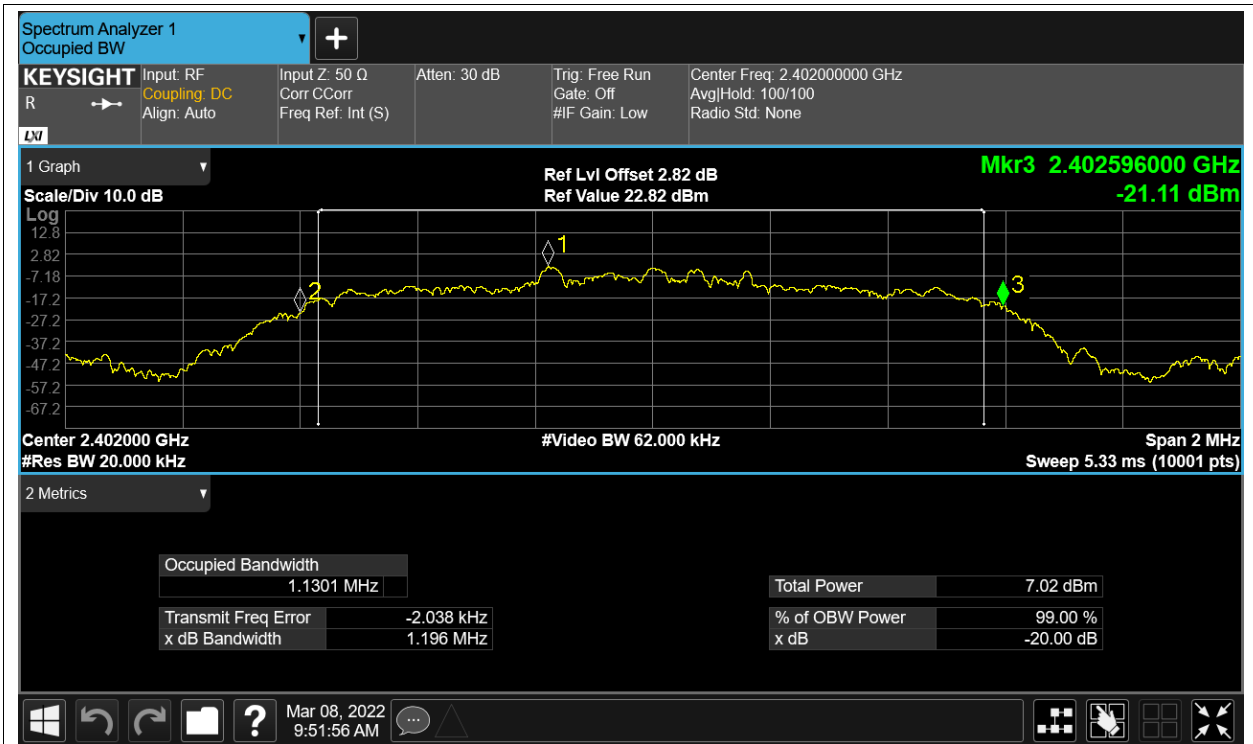 Spectrum Analyzer 1
Occupied BW
KEYSIGHT
R
LXI
Input: RF
Coupling: DC
Align: Auto
Input Z: 50 Ω
Corr CCorr
Freq Ref: Int (S)
Atten: 30 dB
Trig: Free Run
Gate: Off
#IF Gain: Low
Center Freq: 2.402000000 GHz
Avg|Hold: 100/100
Radio Std: None
1 Graph
Scale/Div 10.0 dB
Ref Lvl Offset 2.82 dB
Ref Value 22.82 dBm
Mkr3 2.402596000 GHz
-21.11 dBm
Log
12.8
2.82
-7.18
-17.2
-27.2
-37.2
-47.2
-57.2
-67.2
1
2
3
Center 2.402000 GHz
#Res BW 20.000 kHz
#Video BW 62.000 kHz
Span 2 MHz
Sweep 5.33 ms (10001 pts)
2 Metrics
Occupied Bandwidth
1.1301 MHz
Transmit Freq Error -2.038 kHz
x dB Bandwidth 1.196 MHz
Total Power 7.02 dBm
% of OBW Power 99.00 %
x dB -20.00 dB
?
Mar 08, 2022
9:51:56 AM